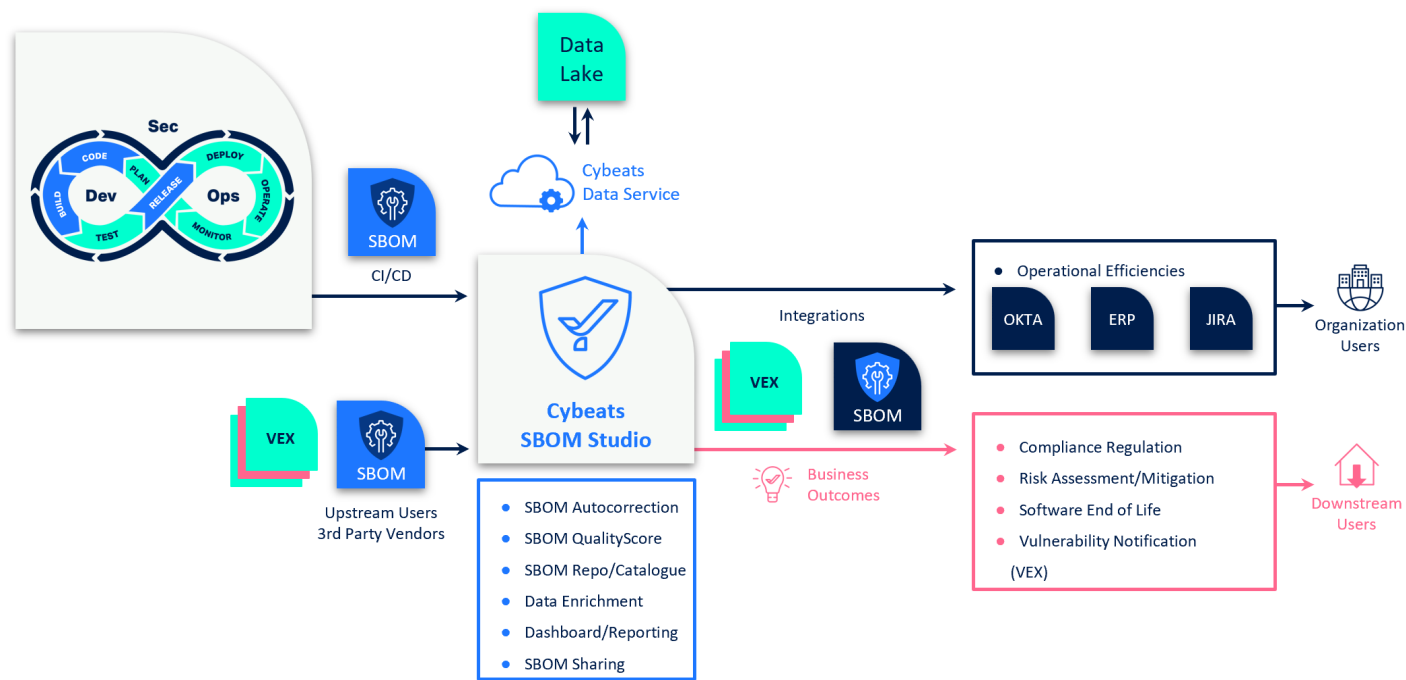 Data
Lake
Sec
CODE
PLAN
DEPLOY
BUILD
Dev
RELEASE
Ops
OPERATE
TEST
MONITOR
Cybeats
Data Service
SBOM
CI/CD
Operational Efficiencies
OKTA
ERP
JIRA
Organization
Users
Integrations
VEX
SBOM
Cybeats
SBOM Studio
VEX
SBOM
Upstream Users
3rd Party Vendors
Business
Outcomes
Compliance Regulation
Risk Assessment/Mitigation
Software End of Life
Vulnerability Notification
(VEX)
Downstream
Users
SBOM Autocorrection
SBOM QualityScore
SBOM Repo/Catalogue
Data Enrichment
Dashboard/Reporting
SBOM Sharing